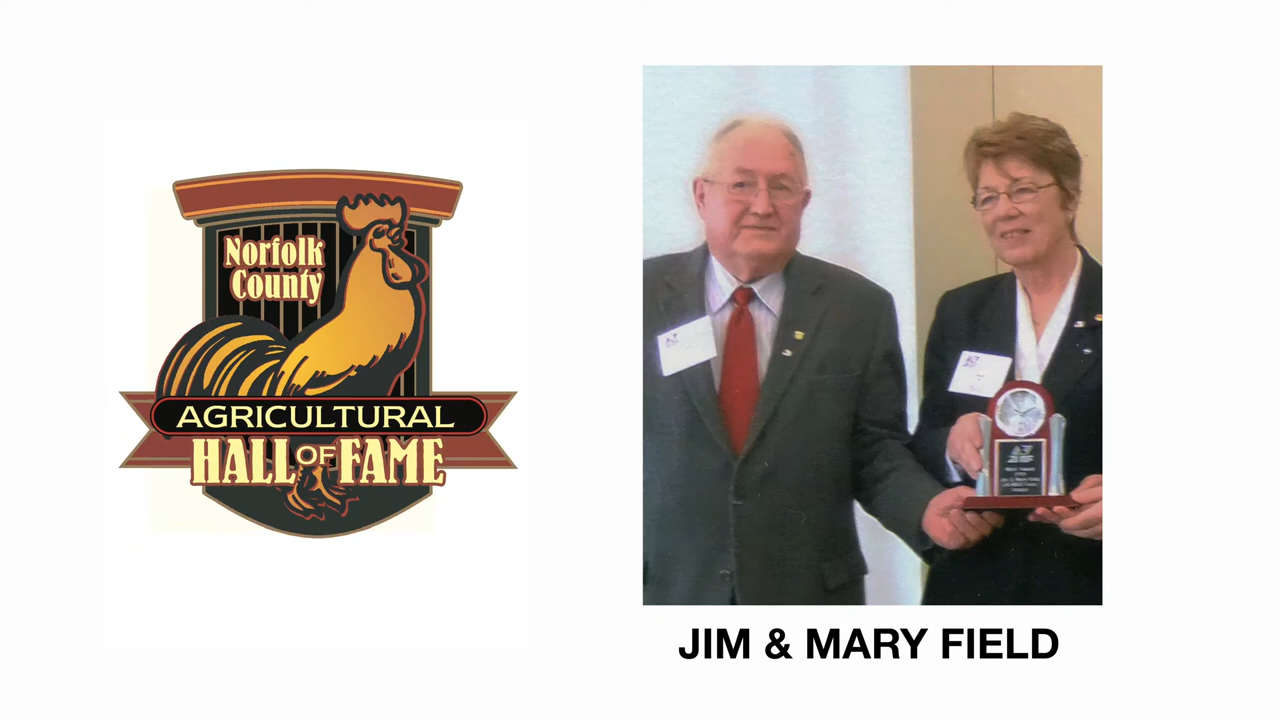 Norfolk
County
AGRICULTURAL
HALL OF FAME
JIM & MARY FIELD